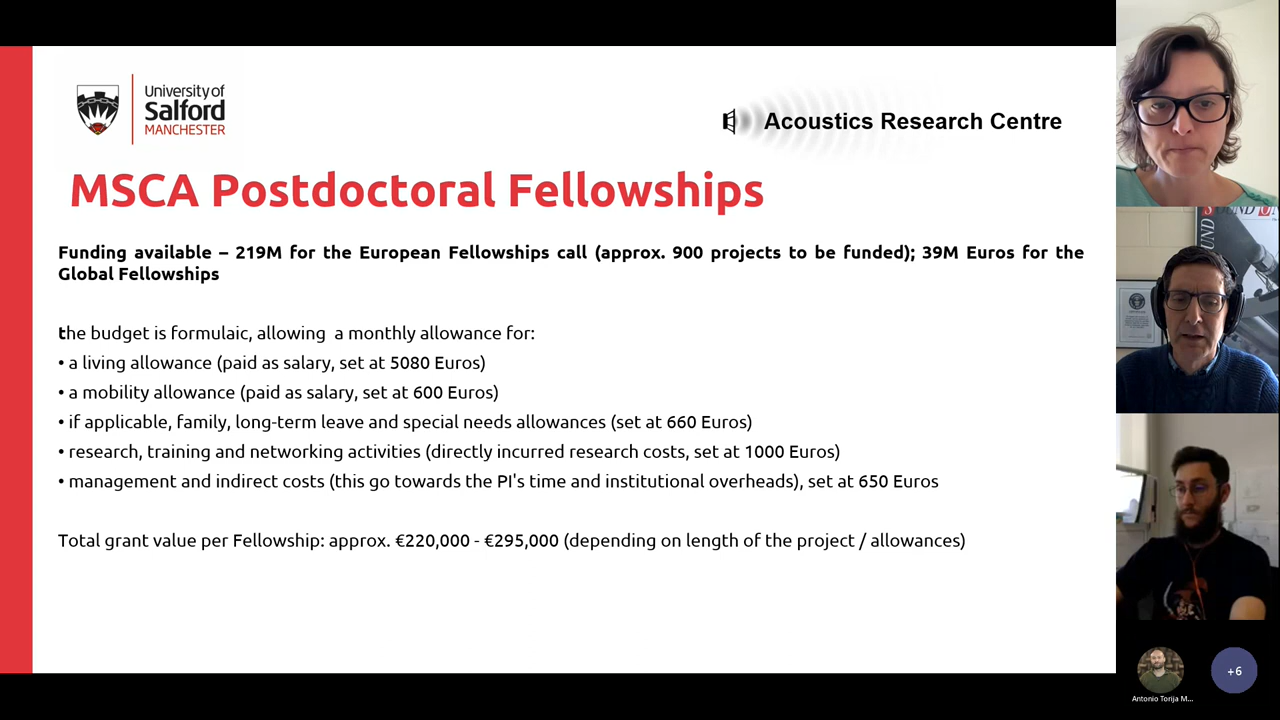 University of
Salford
MANCHESTER
Acoustics Research Centre
MSCA Postdoctoral Fellowships
Funding available – 219M for the European Fellowships call (approx. 900 projects to be funded); 39M Euros for the
Global Fellowships
the budget is formulaic, allowing  a monthly allowance for:
• a living allowance (paid as salary, set at 5080 Euros)
• a mobility allowance (paid as salary, set at 600 Euros)
• if applicable, family, long-term leave and special needs allowances (set at 660 Euros)
• research, training and networking activities (directly incurred research costs, set at 1000 Euros)
• management and indirect costs (this go towards the PI's time and institutional overheads), set at 650 Euros
Total grant value per Fellowship: approx. €220,000 - €295,000 (depending on length of the project / allowances)
SOUND
Antonio Torija M...
+6